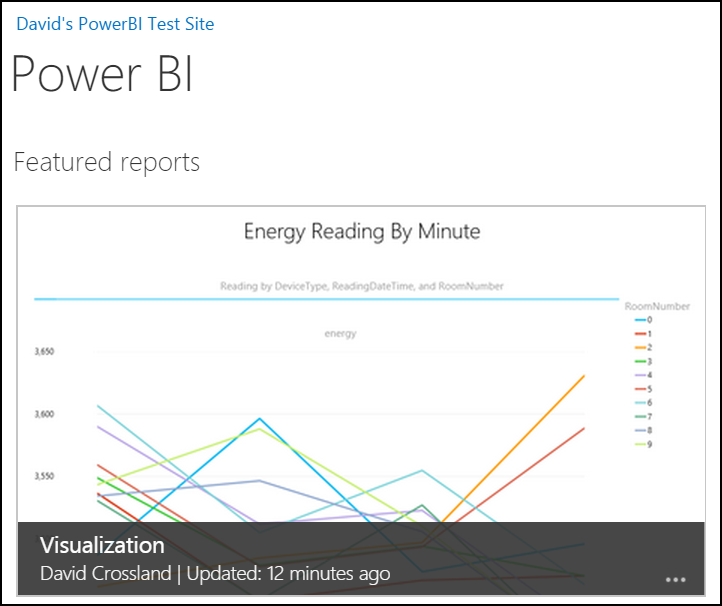 David's PowerBI Test Site
Power BI
Featured reports
Energy Reading By Minute
Reading by DeviceType, ReadingDateTime, and RoomNumber
RoomNumber
0
1
2
3
4
5
6
7
8
9
energy
3,650
3,600
3,550
Visualization
David Crossland | Updated: 12 minutes ago
...